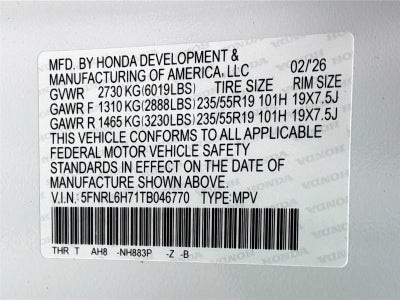 MFD. BY HONDA DEVELOPMENT &
MANUFACTURING OF AMERICA, LLC 02/'26
GVWR 2730 KG(6019LBS) TIRE SIZE RIM SIZE
GAWR F 1310 KG(2888LBS) 235/55R19 101H 19X7.5J
GAWR R 1465 KG(3230LBS) 235/55R19 101H 19X7.5J
THIS VEHICLE CONFORMS TO ALL APPLICABLE
FEDERAL MOTOR VEHICLE SAFETY
STANDARDS IN EFFECT ON THE DATE OF
MANUFACTURE SHOWN ABOVE.
V.I.N.: 5FNRL6H71TB046770 TYPE:MPV
THR T AH8 -NH883P -Z -B